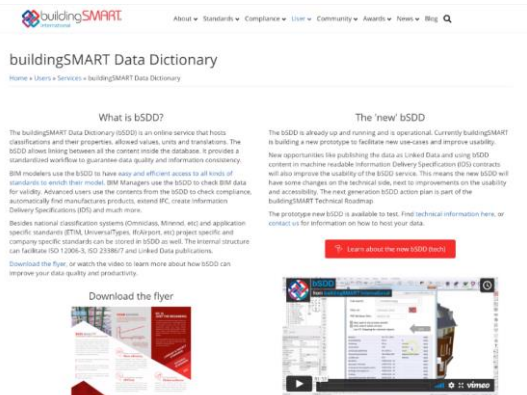 buildingSMART
International
About Standards Compliance User Community Awards News Blog
buildingSMART Data Dictionary
Home » Users » Services » buildingSMART Data Dictionary
What is bSDD?
The buildingSMART Data Dictionary (bSDD) is an online service that hosts
classifications and their properties, allowed values, units and translations. The
bSDD allows linking between all the content inside the database. It provides a
standardized workflow to guarantee data quality and information consistency.
BIM modelers use the bSDD to have easy and efficient access to all kinds of
standards to enrich their model. BIM Managers use the bSDD to check BIM data
for validity. Advanced users use the contents from the bSDD to check compliance,
automatically find manufactures products, extend IFC, create Information
Delivery Specifications (IDS) and much more.
Besides national classification systems (Omniclass, Mnend, etc) and application
specific standards (ETIM, UniversalTypes, IfcAirport, etc) project specific and
company specific standards can be stored in bSDD as well. The internal structure
can facilitate ISO 12006-3, ISO 23386/7 and Linked Data publications.
Download the flyer, or watch the video to learn more about how bSDD can
improve your data quality and productivity.
Download the flyer
The 'new' bSDD
The bSDD is already up and running and is operational. Currently buildingSMART
is building a new prototype to facilitate new use-cases and improve usability.
New opportunities like publishing the data as Linked Data and using bSDD
content in machine readable Information Delivery Specification (IDS) contracts
will also improve the usability of the bSDD service. This means the new bSDD will
have some changes on the technical side, next to improvements on the usability
and accessibility. The next generation bSDD action plan is part of the
buildingSMART Technical Roadmap.
The prototype new bSDD is available to test. Find technical information here, or
contact us for information on how to host your data.
Learn about the new bSDD (tech)
bSDD
from buildingSMART International
vimeo